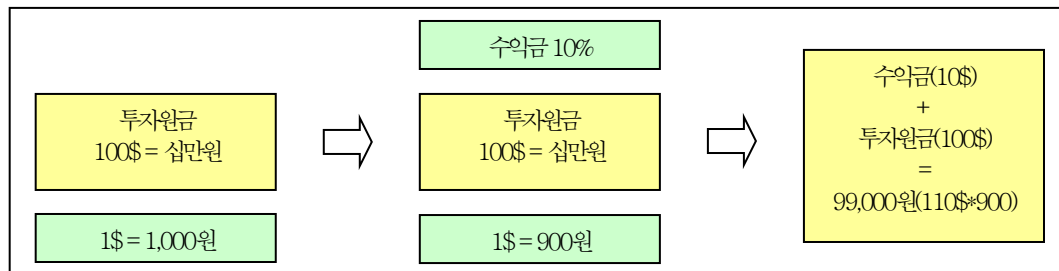 투자원금
100$ = 십만원
1$ = 1,000원
수익금 10%
투자원금
100$ = 십만원
1$ = 900원
수익금(10$)
+
투자원금(100$)
=
99,000원(110$*900)